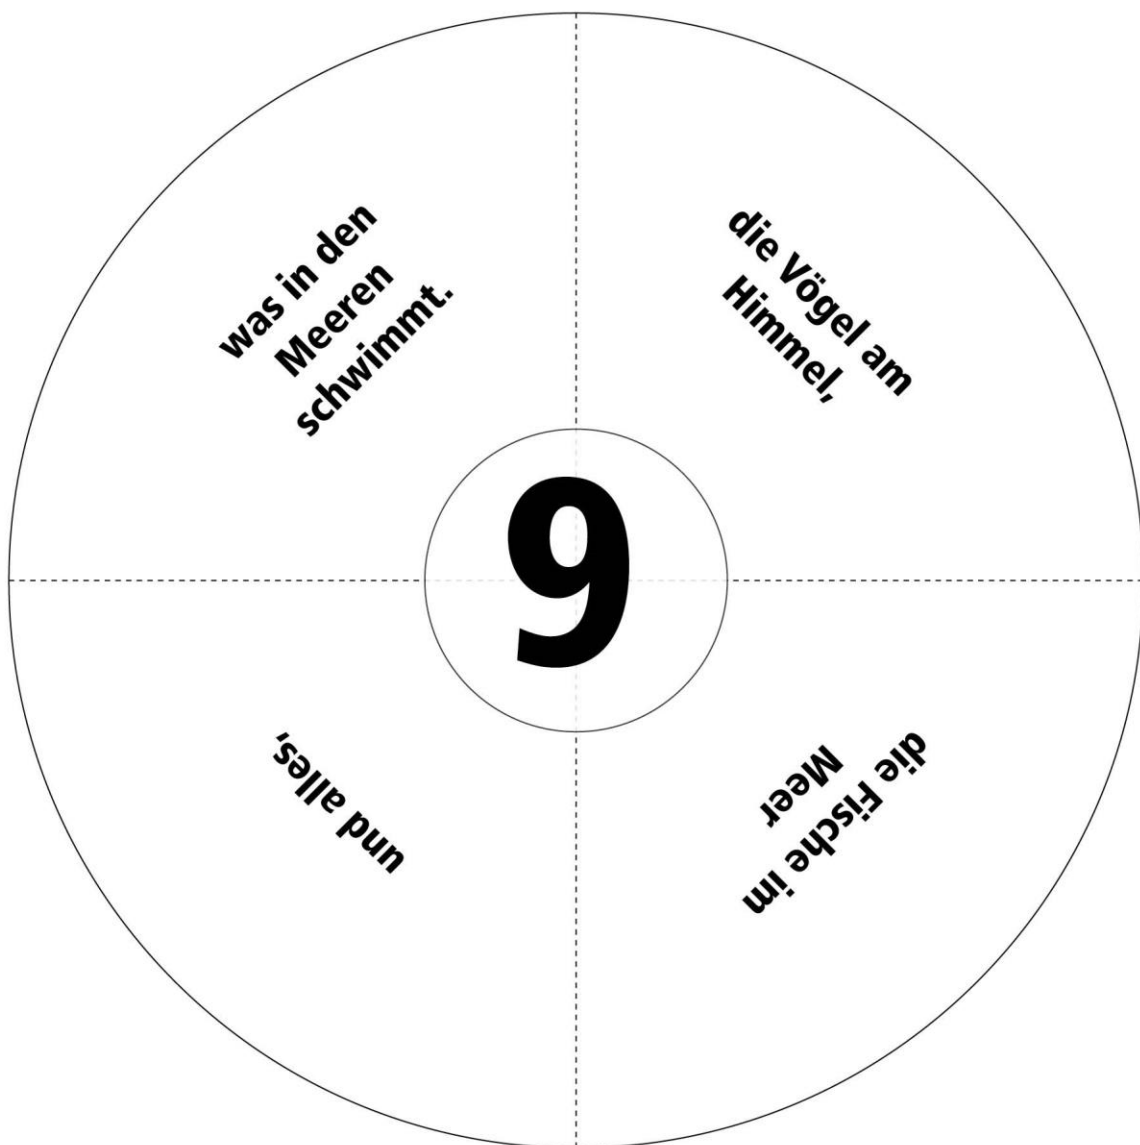 die Vögel am
Himmel,
die Fische im
Meer
und alles,
was in den
Meeren
schwimmt.
9